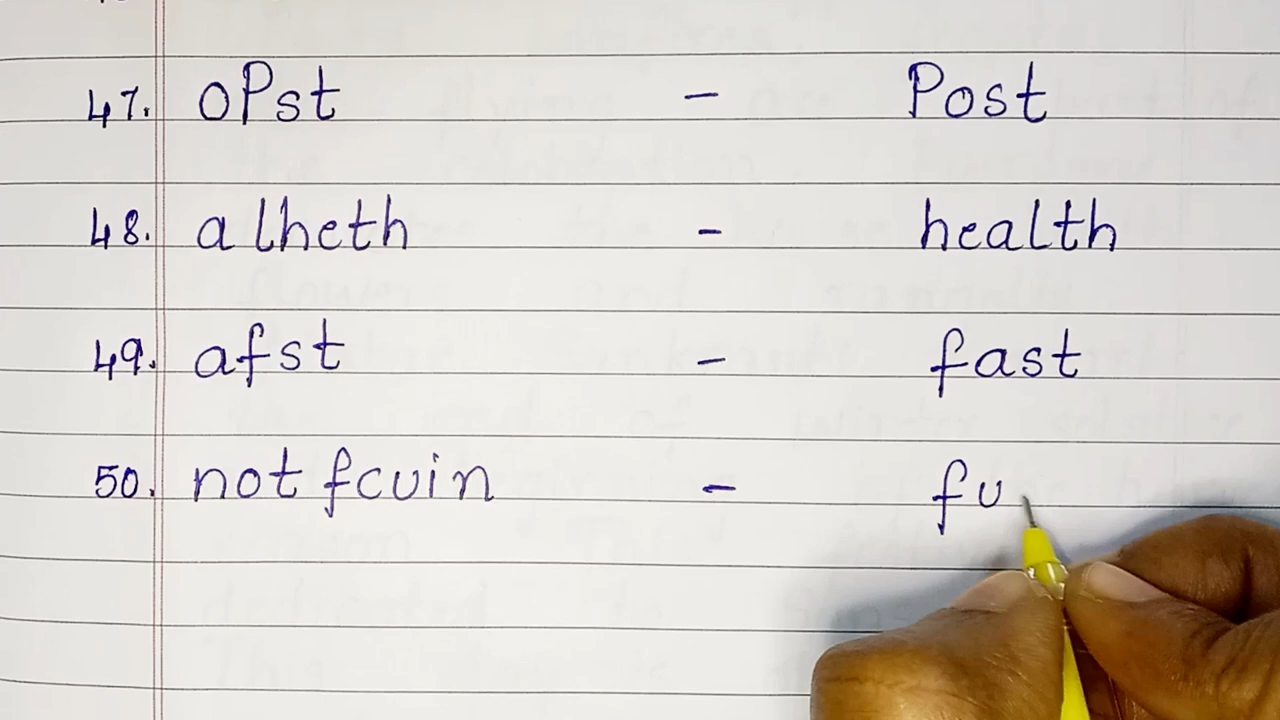 47. oPst - Post
48. alheth - health
49. afst - fast
50. notfcuin - fu